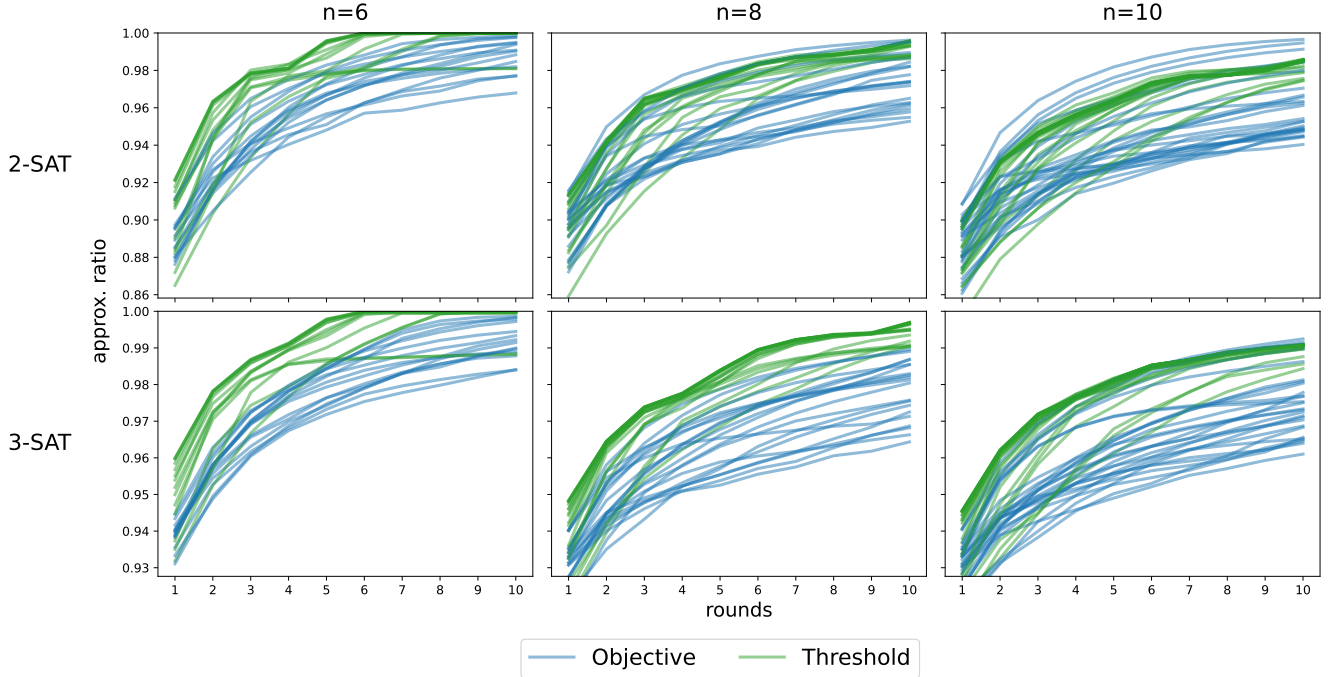 n=6 n=8 n=10
2-SAT
3-SAT
approx. ratio
1.00
0.98
0.96
0.94
0.92
0.90
0.88
0.86
1.00
0.99
0.98
0.97
0.96
0.95
0.94
0.93
1 2 3 4 5 6 7 8 9 10
1 2 3 4 5 6 7 8 9 10
1 2 3 4 5 6 7 8 9 10
rounds
Objective Threshold